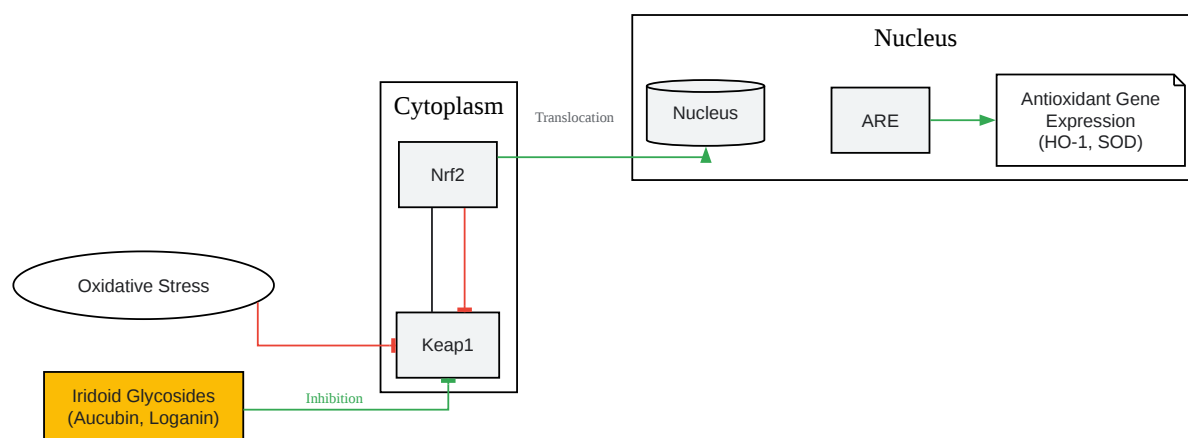 Nucleus
Cytoplasm
Translocation
Nucleus
ARE
Antioxidant Gene
Expression
(HO-1, SOD)
Nrf2
Oxidative Stress
Keap1
Iridoid Glycosides
(Aucubin, Loganin)
Inhibition